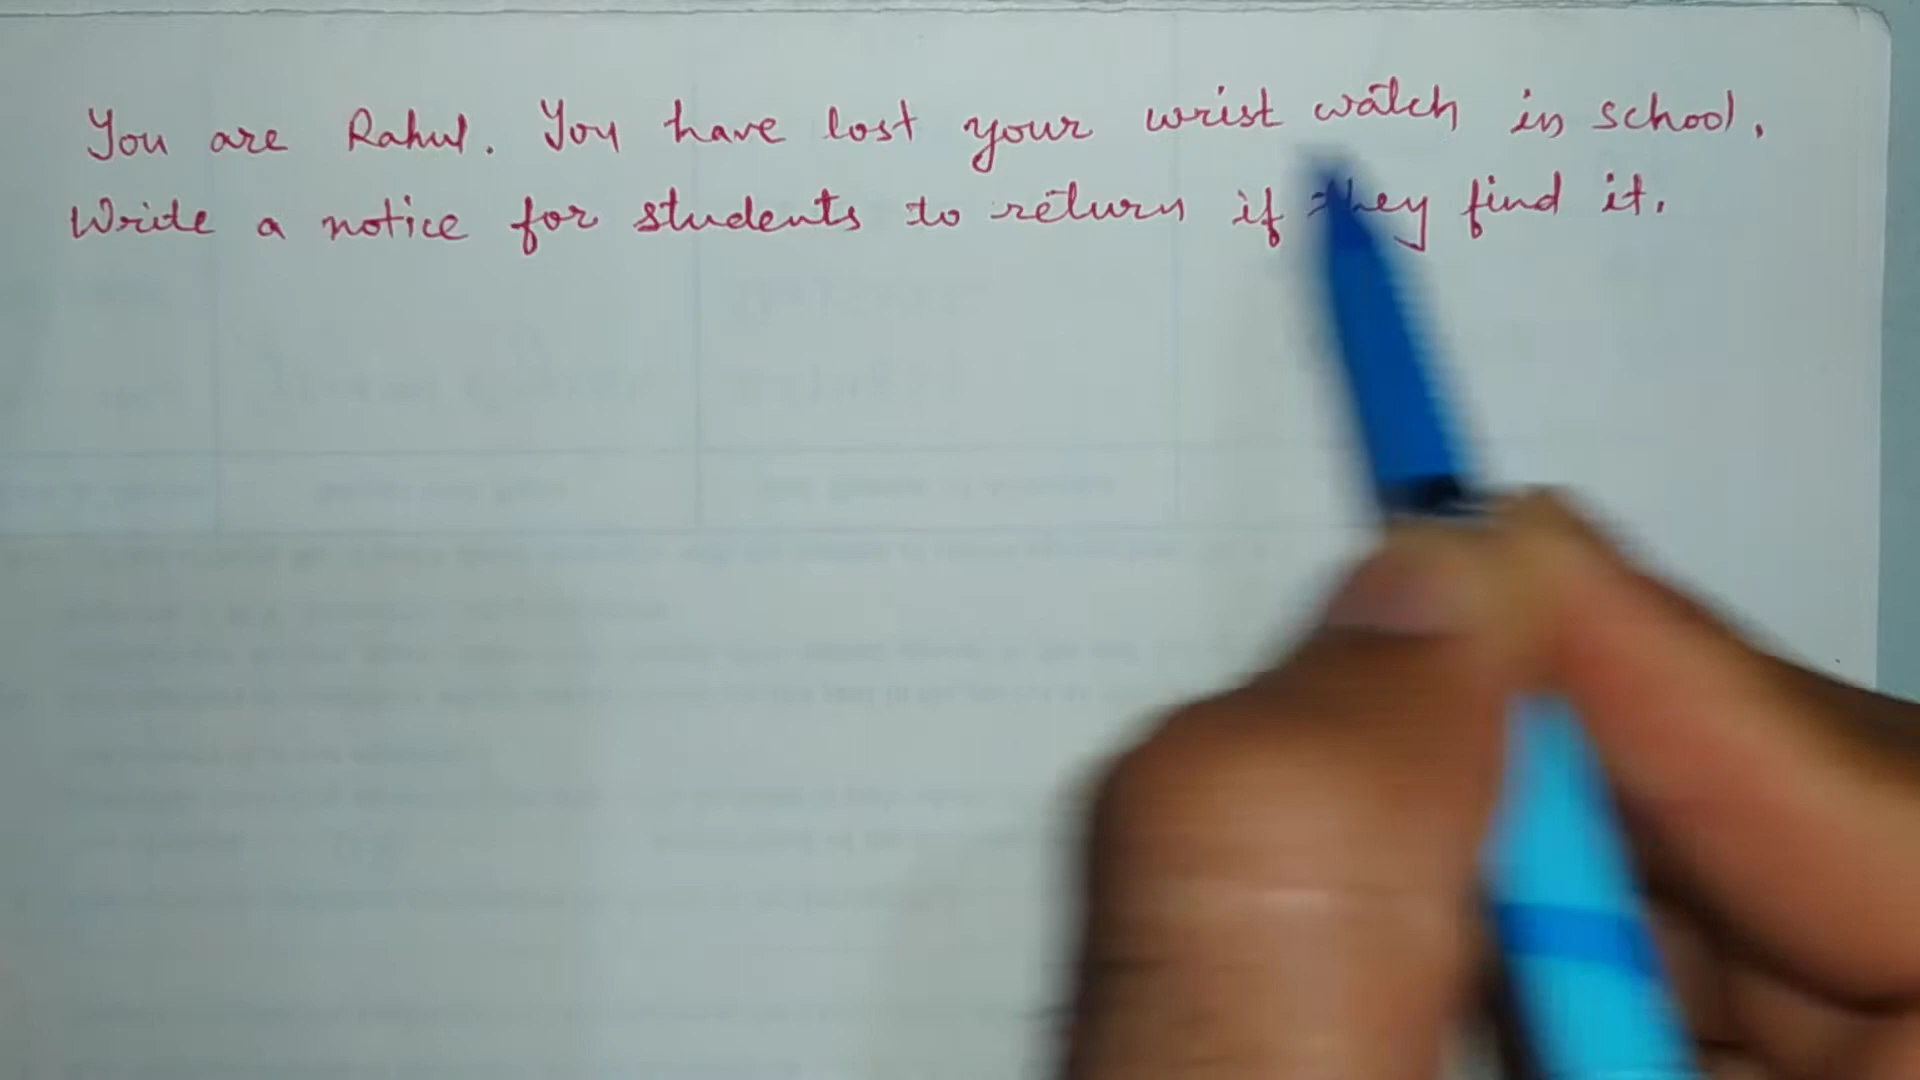 You are Rahul. You have lost your wrist watch in school.
Write a notice for students to return if they find it.